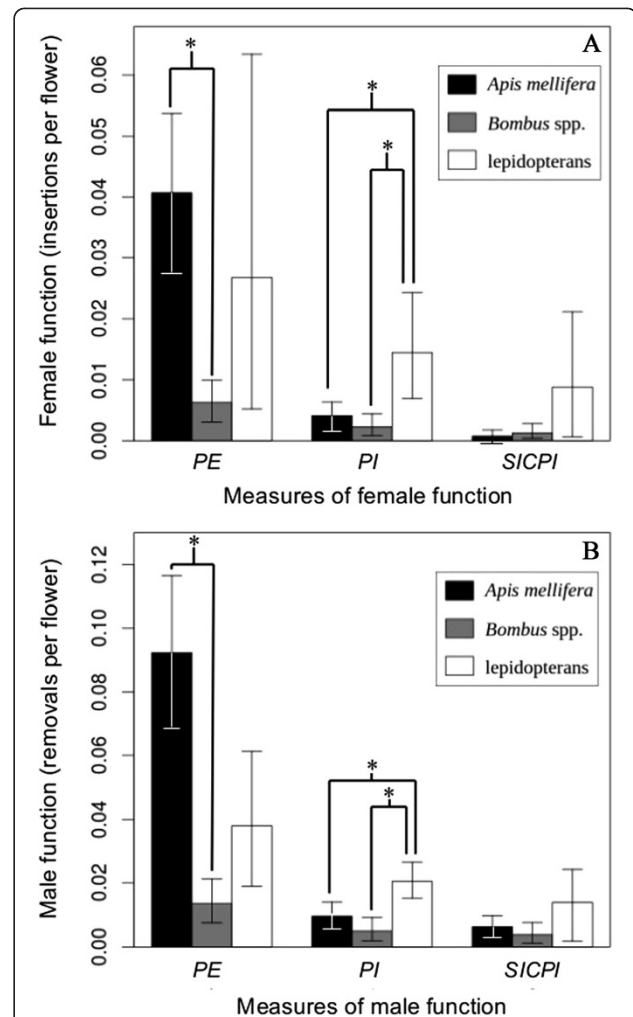 A
*
*
*
Apis mellifera
Bombus spp.
lepidopterans
Female function (insertions per flower)
0.06
0.05
0.04
0.03
0.02
0.01
0.00
PE PI SICPI
Measures of female function
B
*
*
*
Apis mellifera
Bombus spp.
lepidopterans
Male function (removals per flower)
0.12
0.10
0.08
0.06
0.04
0.02
0.00
PE PI SICPI
Measures of male function